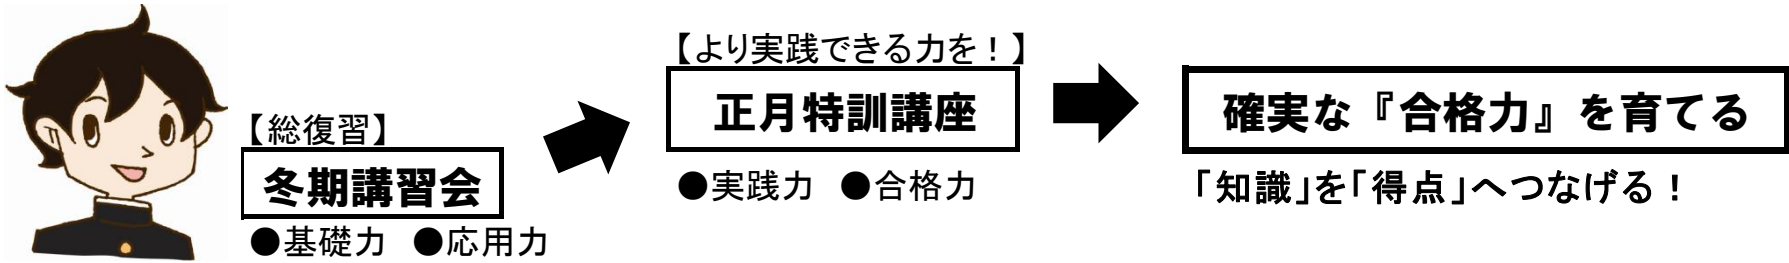 【総復習】
冬期講習会
●基礎力 ●応用力
【より実践できる力を！】
正月特訓講座
●実践力 ●合格力
確実な『合格力』を育てる
「知識」を「得点」へつなげる！